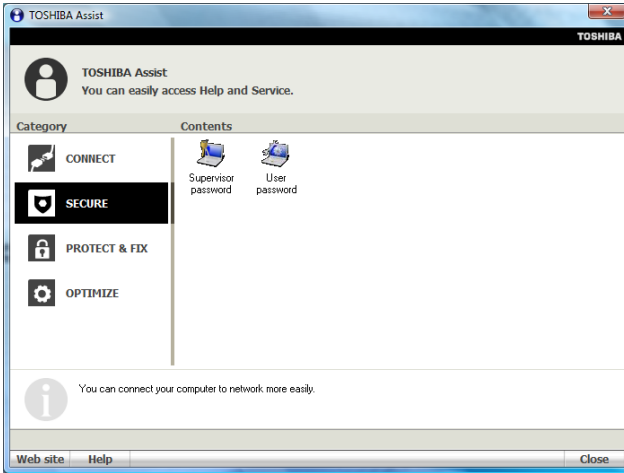 TOSHIBA Assist
TOSHIBA
TOSHIBA Assist
You can easily access Help and Service.
Category
Contents
CONNECT
SECURE
PROTECT & FIX
OPTIMIZE
Supervisor
password
User
password
You can connect your computer to network more easily.
Web site
Help
Close